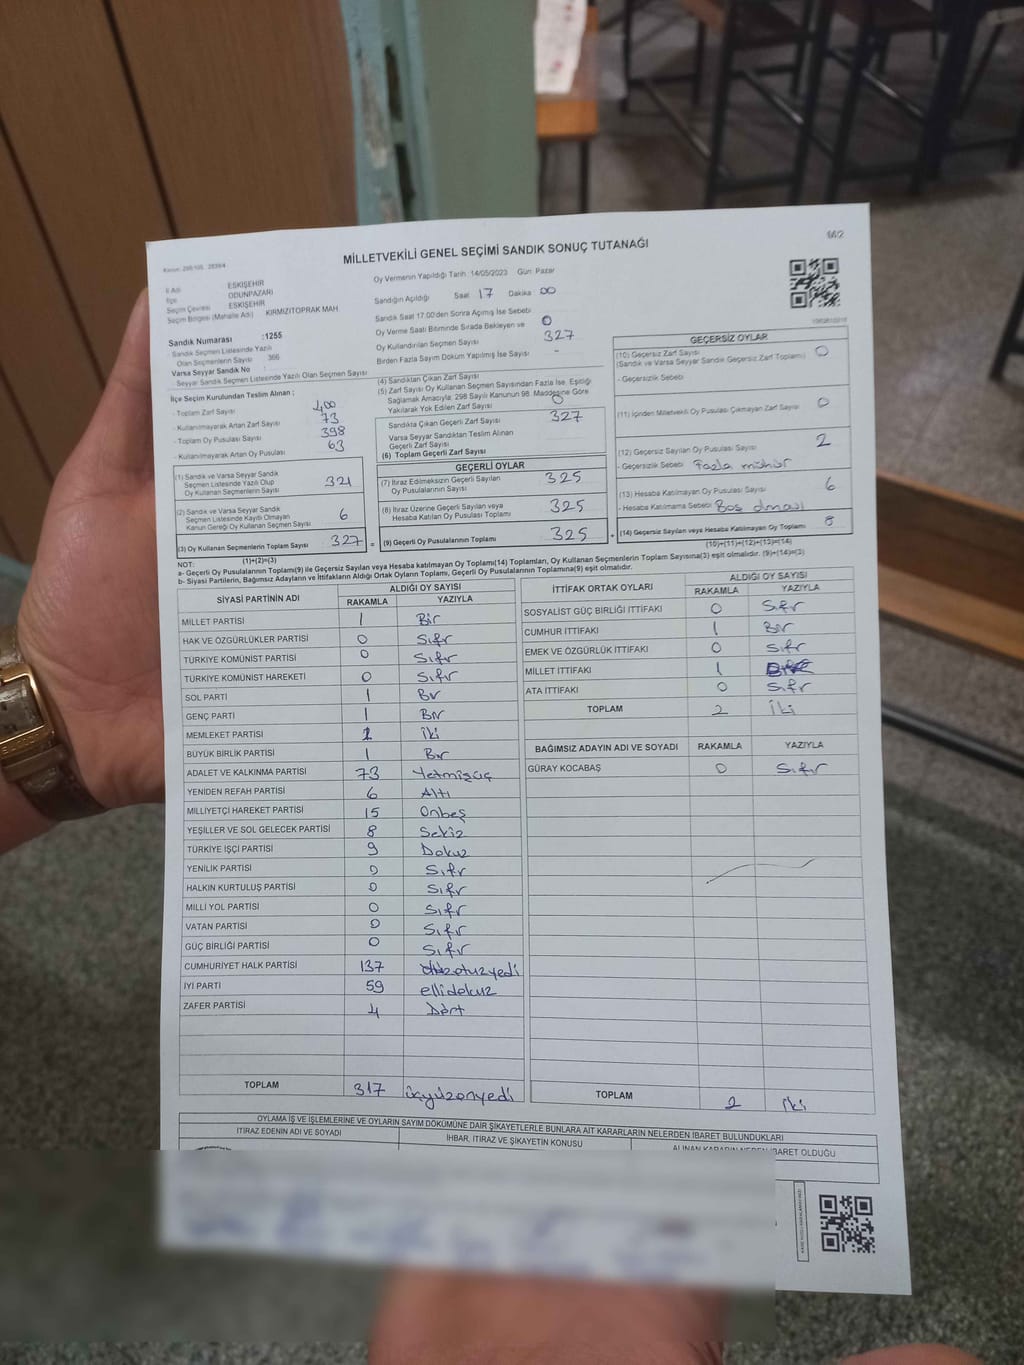 162
MİLLETVEKİLİ GENEL SEÇİMİ SANDIK SONUÇ TUTANAĞI
İl Adı ESKİŞEHİR
İlçe ODUNPAZARI
Seçim Çevresi ESKİŞEHİR
Seçim Bölgesi (Mahalle Adı) KIRMIZITOPRAK MAH
Sandık Numarası :1255
- Sandık Seçmen Listesinde Yazılı
Olan Seçmenlerin Sayısı 366
Varsa Seyyar Sandık No
- Seyyar Sandık Seçmen Listesinde Yazılı Olan Seçmen Sayısı
İlçe Seçim Kurulundan Teslim Alınan ;
- Toplam Zarf Sayısı 400
- Kullanılmayarak Artan Zarf Sayısı 73
- Toplam Oy Pusulası Sayısı 398
- Kullanılmayarak Artan Oy Pusulası 63
(1) Sandık ve Varsa Seyyar Sandık
Seçmen Listesinde Yazılı Olup
Oy Kullanan Seçmenlerin Sayısı 321
(2) Sandık ve Varsa Seyyar Sandık
Seçmen Listesinde Kayıtlı Olmayan
Kanun Gereği Oy Kullanan Seçmen Sayısı 6
(3) Oy Kullanan Seçmenlerin Toplam Sayısı 327 =
(1)+(2)=(3)
Oy Vermenin Yapıldığı Tarih :14/05/2023 Gün: Pazar
Sandığın Açıldığı Saat 17 Dakika 00
Sandık Saat 17.00'den Sonra Açılmış İse Sebebi
Oy Verme Saati Bitiminde Sırada Bekleyen ve 0
Oy Kullandırılan Seçmen Sayısı 327
Birden Fazla Sayım Döküm Yapılmış İse Sayısı -
(4) Sandıktan Çıkan Zarf Sayısı
(5) Zarf Sayısı Oy Kullanan Seçmen Sayısından Fazla İse, Eşitliği
Sağlamak Amacıyla, 298 Sayılı Kanunun 98. Maddesine Göre
Yakılarak Yok Edilen Zarf Sayısı 0
Sandıkta Çıkan Geçerli Zarf Sayısı 327
Varsa Seyyar Sandıktan Teslim Alınan
Geçerli Zarf Sayısı
(6) Toplam Geçerli Zarf Sayısı
GEÇERLİ OYLAR
(7) İtiraz Edilmeksizin Geçerli Sayılan
Oy Pusulalarının Sayısı 325
(8) İtiraz Üzerine Geçerli Sayılan veya
Hesaba Katılan Oy Pusulası Toplamı 325
(9) Geçerli Oy Pusulalarının Toplamı 325 +
GEÇERSİZ OYLAR
(10) Geçersiz Zarf Sayısı 0
(Sandık ve Varsa Seyyar Sandık Geçersiz Zarf Toplamı)
- Geçersizlik Sebebi
(11) İçinden Milletvekili Oy Pusulası Çıkmayan Zarf Sayısı 0
(12) Geçersiz Sayılan Oy Pusulası Sayısı 2
- Geçersizlik Sebebi Fazla mühür
(13) Hesaba Katılmayan Oy Pusulası Sayısı 6
- Hesaba Katılmama Sebebi Boş olması
(14) Geçersiz Sayılan veya Hesaba Katılmayan Oy Toplamı 8
(10)+(11)+(12)+(13)=(14)
NOT:
a- Geçerli Oy Pusulalarının Toplamı(9) ile Geçersiz Sayılan veya Hesaba katılmayan Oy Toplamı(14) Toplamları, Oy Kullanan Seçmenlerin Toplam Sayısına(3) eşit olmalıdır. (9)+(14)=(3)
b- Siyasi Partilerin, Bağımsız Adayların ve İttifakların Aldığı Ortak Oyların Toplamı, Geçerli Oy Pusulalarının Toplamına(9) eşit olmalıdır.
SİYASİ PARTİNİN ADI ALDIĞI OY SAYISI
RAKAMLA YAZIYLA
MİLLET PARTİSİ 1 Bir
HAK VE ÖZGÜRLÜKLER PARTİSİ 0 Sıfır
TÜRKİYE KOMÜNİST PARTİSİ 0 Sıfır
TÜRKİYE KOMÜNİST HAREKETİ 0 Sıfır
SOL PARTİ 1 Bir
GENÇ PARTİ 1 Bir
MEMLEKET PARTİSİ 2 İki
BÜYÜK BİRLİK PARTİSİ 1 Bir
ADALET VE KALKINMA PARTİSİ 73 Yetmişüç
YENİDEN REFAH PARTİSİ 6 Altı
MİLLİYETÇİ HAREKET PARTİSİ 15 Onbeş
YEŞİLLER VE SOL GELECEK PARTİSİ 8 Sekiz
TÜRKİYE İŞÇİ PARTİSİ 9 Dokuz
YENİLİK PARTİSİ 0 Sıfır
HALKIN KURTULUŞ PARTİSİ 0 Sıfır
MİLLİ YOL PARTİSİ 0 Sıfır
VATAN PARTİSİ 0 Sıfır
GÜÇ BİRLİĞİ PARTİSİ 0 Sıfır
CUMHURİYET HALK PARTİSİ 137 yüzotuzyedi
İYİ PARTİ 59 ellidokuz
ZAFER PARTİSİ 4 Dört
TOPLAM 317 üçyüzonyedi
İTTİFAK ORTAK OYLARI ALDIĞI OY SAYISI
RAKAMLA YAZIYLA
SOSYALİST GÜÇ BİRLİĞİ İTTİFAKI 0 Sıfır
CUMHUR İTTİFAKI 1 Bir
EMEK VE ÖZGÜRLÜK İTTİFAKI 0 Sıfır
MİLLET İTTİFAKI 1
ATA İTTİFAKI 0 Sıfır
TOPLAM 2 İki
BAĞIMSIZ ADAYIN ADI VE SOYADI RAKAMLA YAZIYLA
GÜRAY KOCABAŞ 0 Sıfır
TOPLAM 2 İki
OYLAMA İŞ VE İŞLEMLERİNE VE OYLARIN SAYIM DÖKÜMÜNE DAİR ŞİKAYETLERLE BUNLARA AİT KARARLARIN NELERDEN İBARET BULUNDUKLARI
İTİRAZ EDENİN ADI VE SOYADI İHBAR, İTİRAZ VE ŞİKAYETİN KONUSU ALINAN KARARIN NEDEN İBARET OLDUĞU